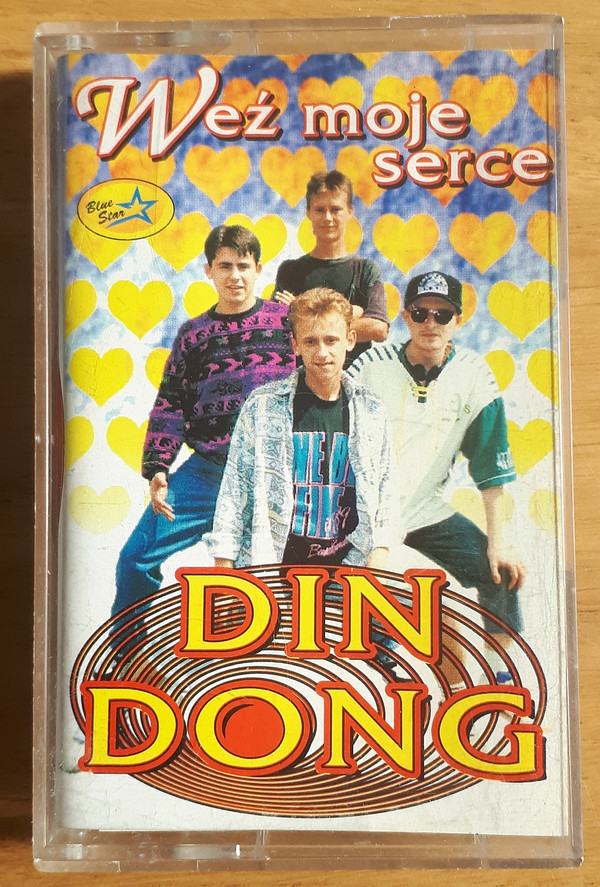 Weź moje
serce
Blue
Star
DIN
DONG